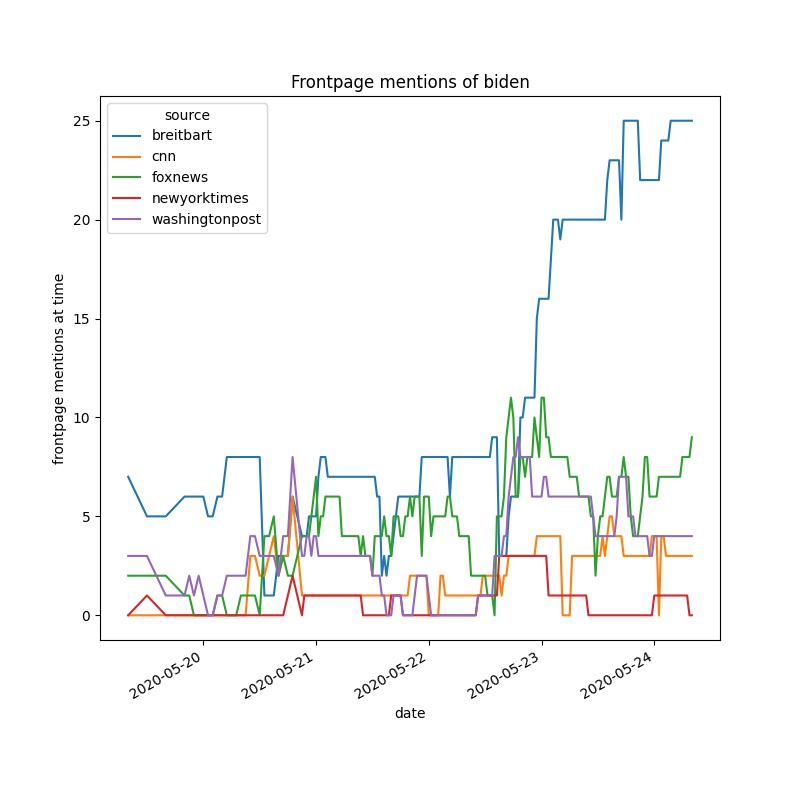 Frontpage mentions of biden
source
breitbart
cnn
foxnews
newyorktimes
washingtonpost
frontpage mentions at time
25
20
15
10
5
0
2020-05-20
2020-05-21
2020-05-22
2020-05-23
2020-05-24
date